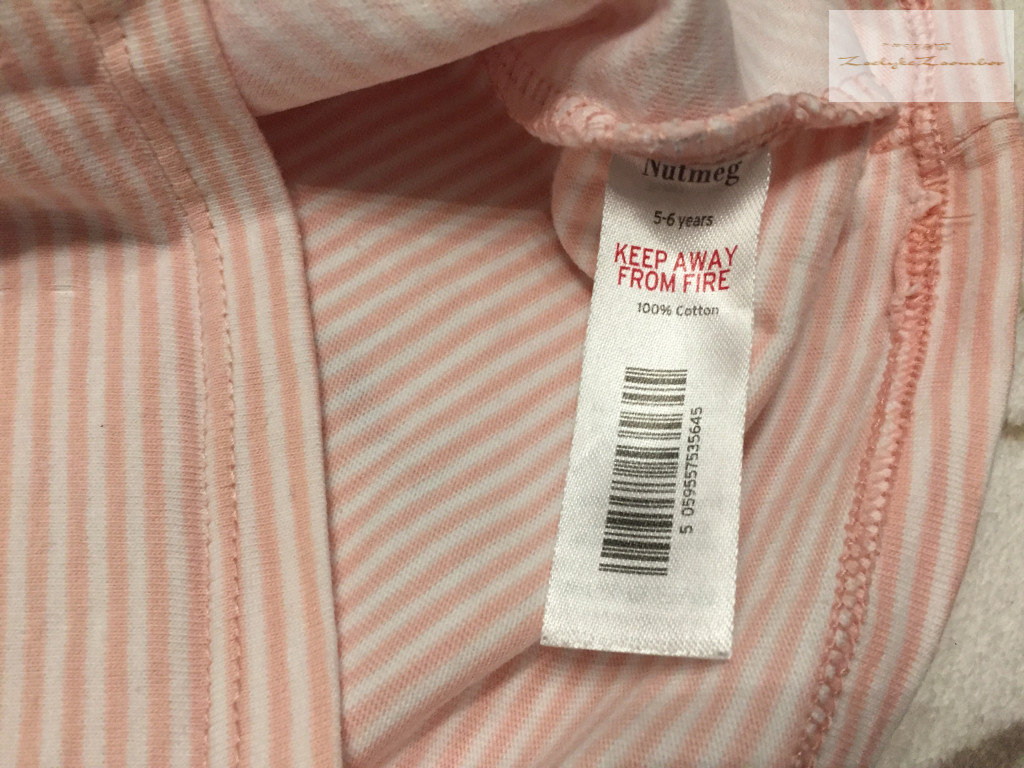 Nutmeg
5-6 years
KEEP AWAY
FROM FIRE
100% Cotton
5 059557535645